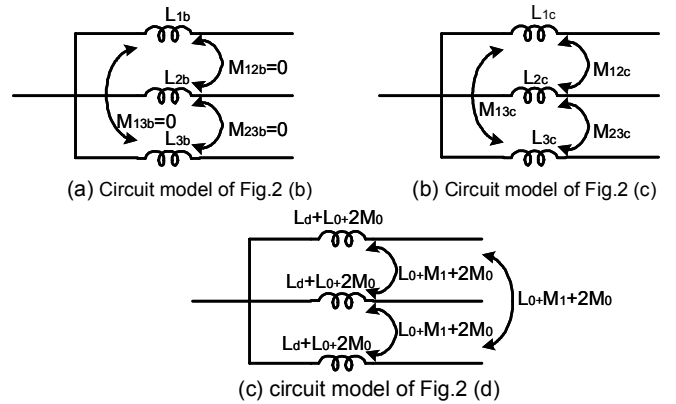 L1b
M12b=0
L2b
M13b=0
M23b=0
L3b
(a) Circuit model of Fig.2 (b)
L1c
M12c
L2c
M13c
M23c
L3c
(b) Circuit model of Fig.2 (c)
Ld+L0+2M0
L0+M1+2M0
Ld+L0+2M0
L0+M1+2M0
L0+M1+2M0
Ld+L0+2M0
(c) circuit model of Fig.2 (d)